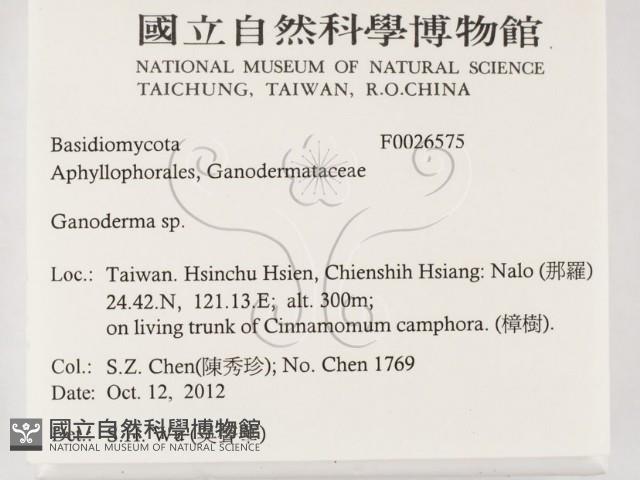 國立自然科學博物館
NATIONAL MUSEUM OF NATURAL SCIENCE
TAICHUNG, TAIWAN, R.O.CHINA
Basidiomycota F0026575
Aphyllophorales, Ganodermataceae
Ganoderma sp.
Loc.: Taiwan. Hsinchu Hsien, Chienshih Hsiang: Nalo (那羅)
24.42.N, 121.13.E; alt. 300m;
on living trunk of Cinnamomum camphora. (樟樹).
Col.: S.Z. Chen(陳秀珍); No. Chen 1769
Date: Oct. 12, 2012
Det.: S.H. Wu
國立自然科學博物館
NATIONAL MUSEUM OF NATURAL SCIENCE